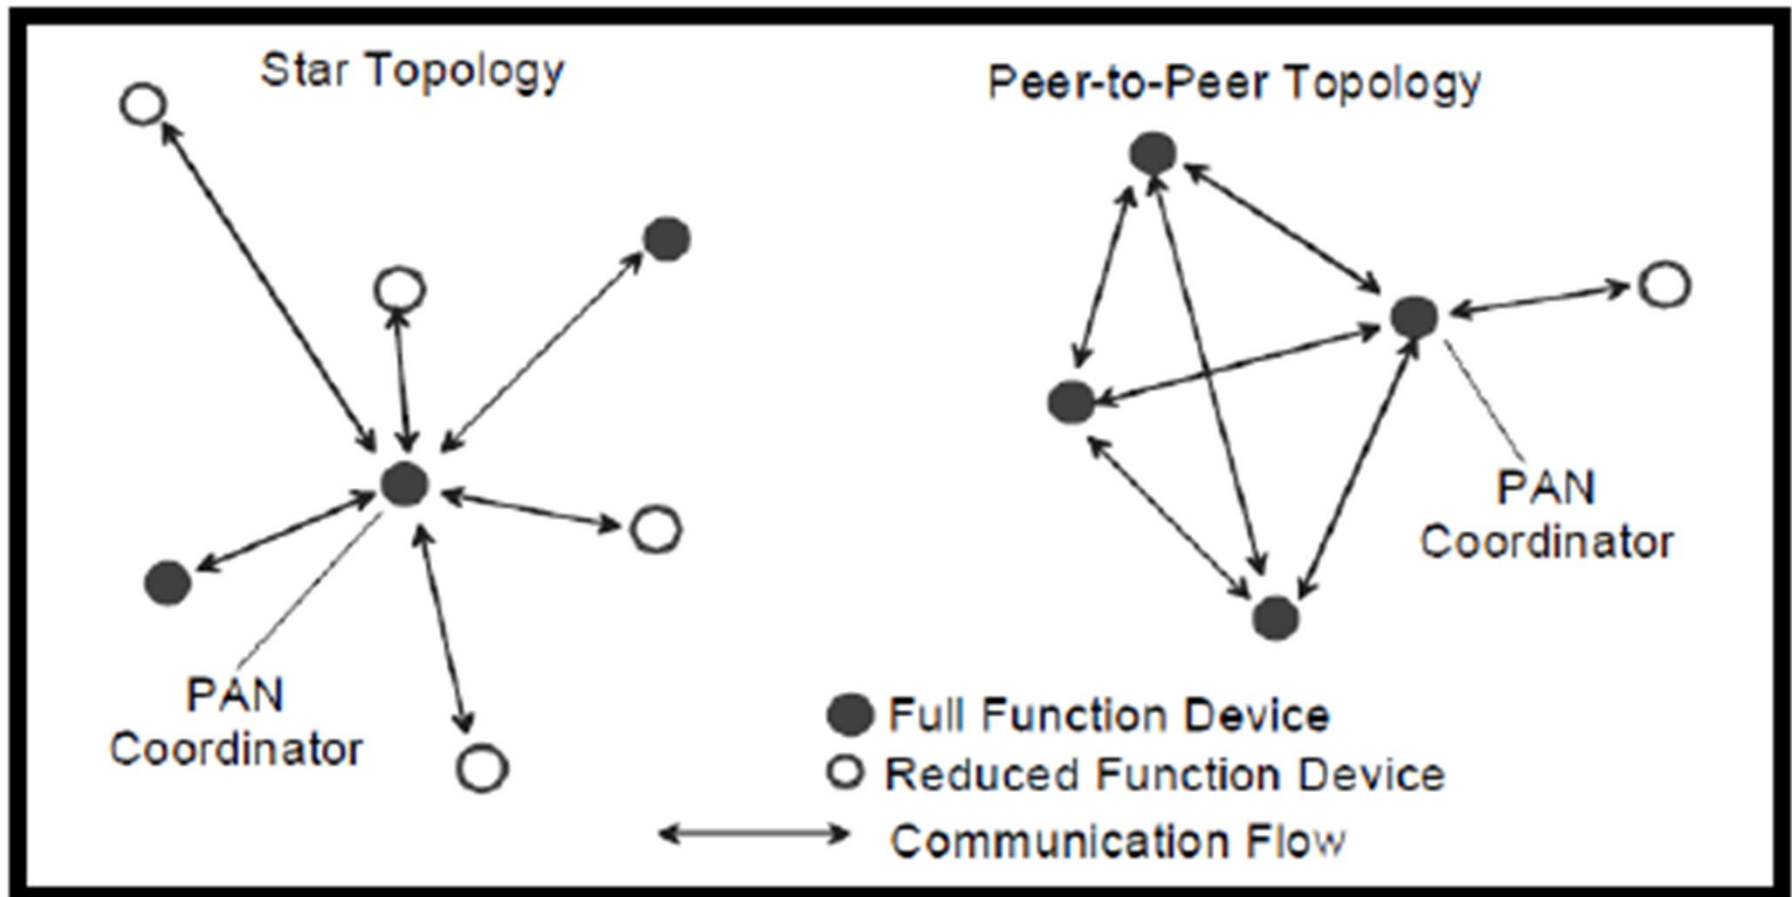 Star Topology
Peer-to-Peer Topology
PAN
Coordinator
PAN
Coordinator
Full Function Device
Reduced Function Device
Communication Flow